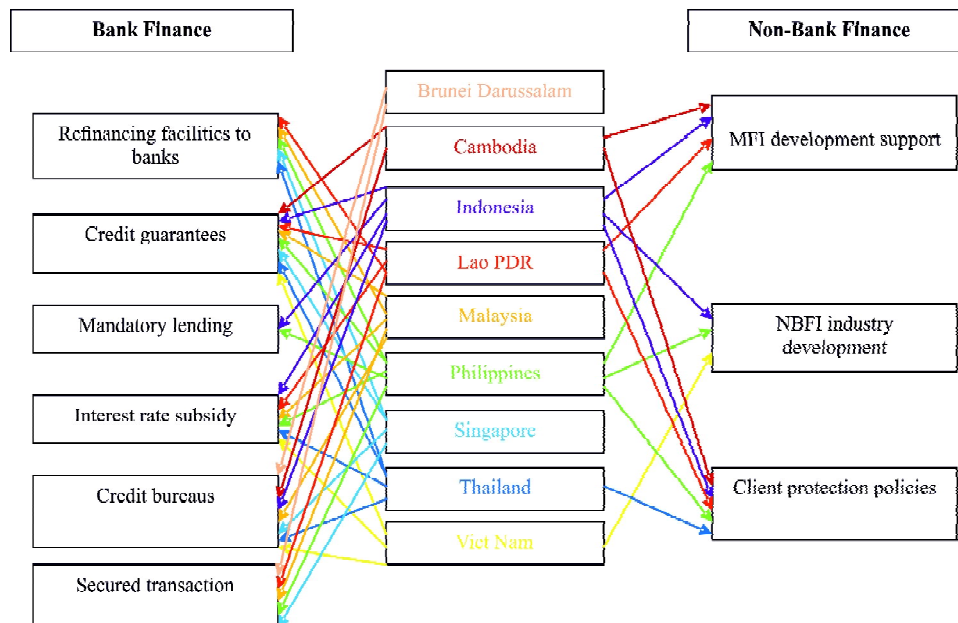 Bank Finance
Non-Bank Finance
Refinancing facilities to
banks
Credit guarantees
Mandatory lending
Interest rate subsidy
Credit bureaus
Secured transaction
Brunei Darussalam
Cambodia
Indonesia
Lao PDR
Malaysia
Philippines
Singapore
Thailand
Viet Nam
MFI development support
NBFI industry
development
Client protection policies